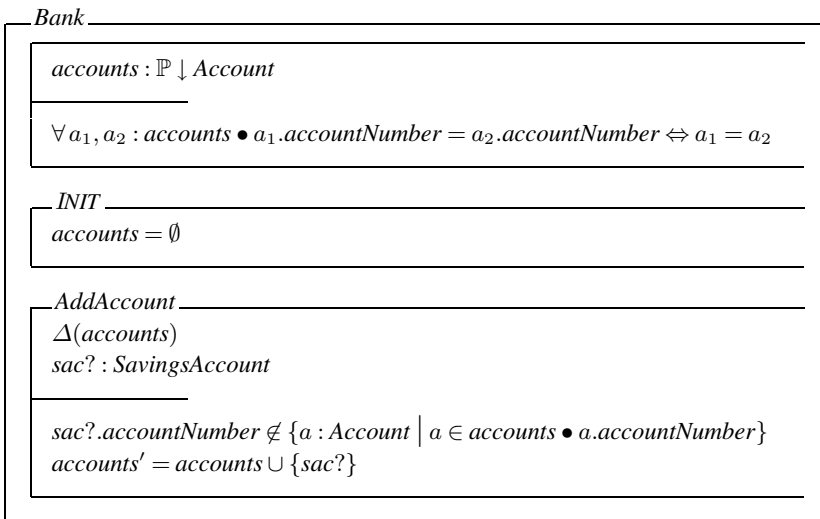 Bank
accounts : ℙ ↓ Account
∀ a₁, a₂ : accounts • a₁.accountNumber = a₂.accountNumber ⇔ a₁ = a₂
INIT
accounts = ∅
AddAccount
Δ(accounts)
sac? : SavingsAccount
sac?.accountNumber ∉ {a : Account | a ∈ accounts • a.accountNumber}
accounts′ = accounts ∪ {sac?}